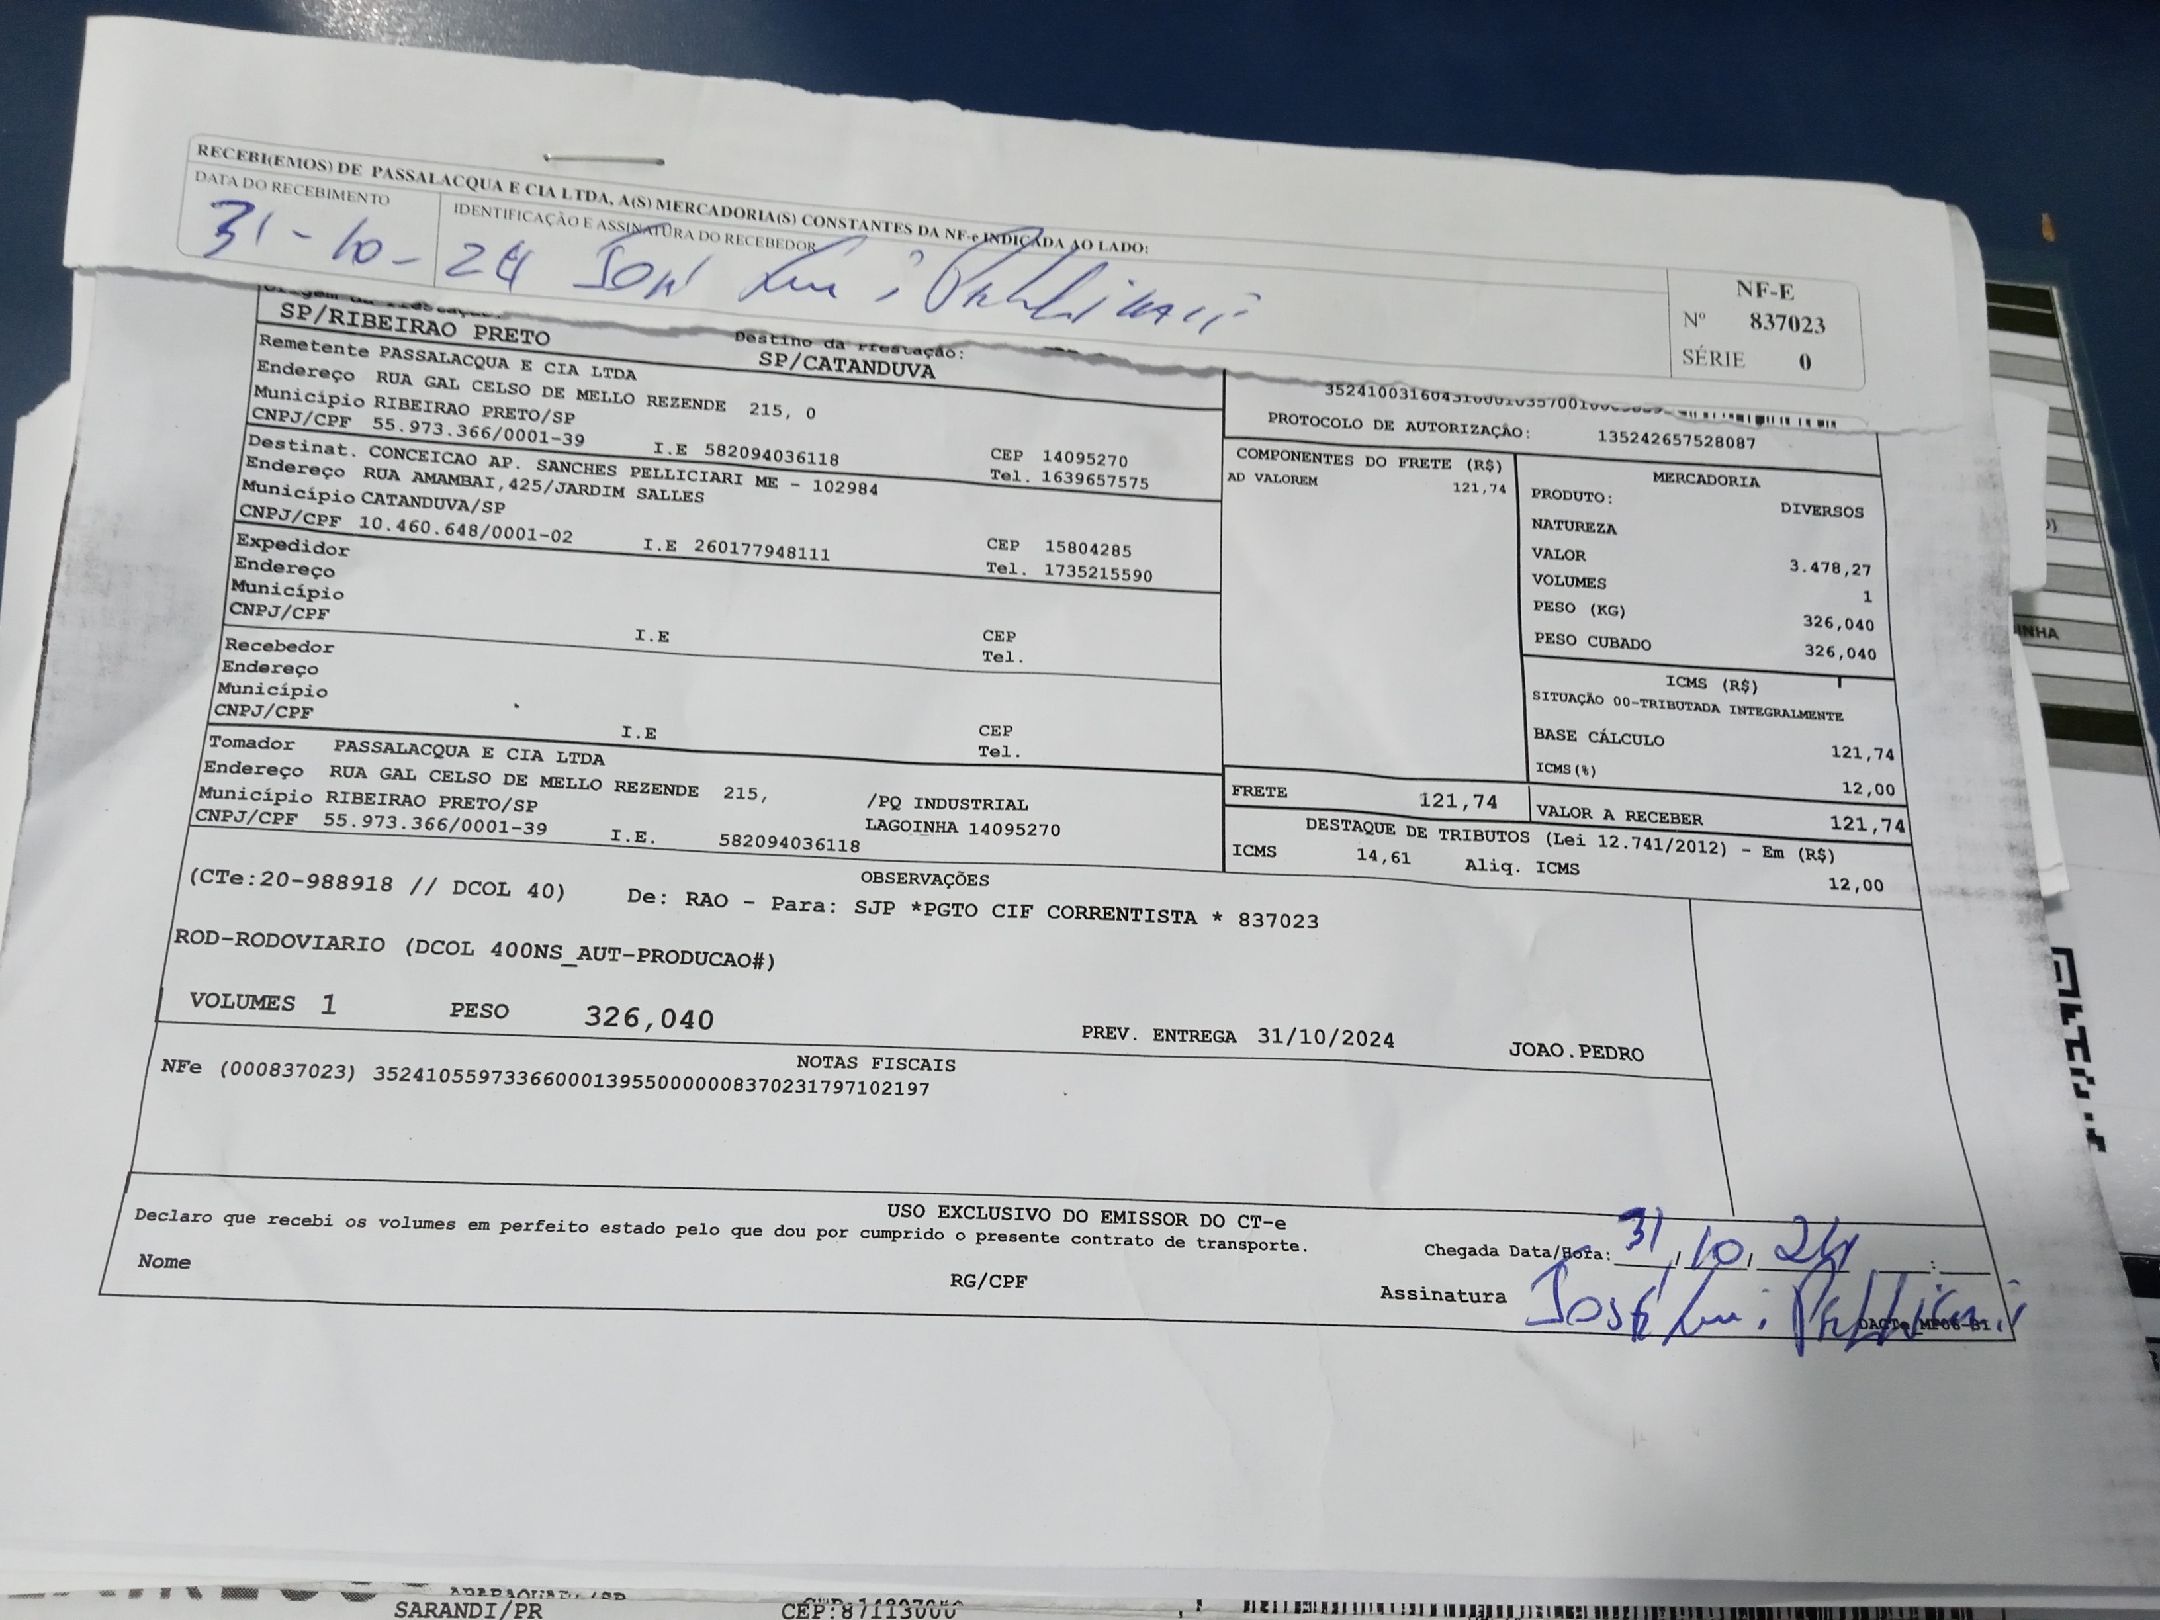 RECEBI(EMOS) DE PASSALACQUA E CIA LTDA, A(S) MERCADORIA(S) CONSTANTES DA NF-e INDICADA AO LADO:
DATA DO RECEBIMENTO
IDENTIFICAÇÃO E ASSINATURA DO RECEBEDOR
31-10-24 José
NF-E
Nº 837023
SÉRIE 0
Destino da Prestação:
SP/RIBEIRAO PRETO SP/CATANDUVA
Remetente PASSALACQUA E CIA LTDA
Endereço RUA GAL CELSO DE MELLO REZENDE 215, 0
Município RIBEIRAO PRETO/SP CEP 14095270
CNPJ/CPF 55.973.366/0001-39 I.E 582094036118 Tel. 1639657575
Destinat. CONCEICAO AP. SANCHES PELLICIARI ME - 102984
Endereço RUA AMAMBAI,425/JARDIM SALLES
Município CATANDUVA/SP CEP 15804285
CNPJ/CPF 10.460.648/0001-02 I.E 260177948111 Tel. 1735215590
Expedidor
Endereço
Município CEP
CNPJ/CPF I.E Tel.
Recebedor
Endereço
Município CEP
CNPJ/CPF I.E Tel.
Tomador PASSALACQUA E CIA LTDA
Endereço RUA GAL CELSO DE MELLO REZENDE 215, /PQ INDUSTRIAL
Município RIBEIRAO PRETO/SP LAGOINHA 14095270
CNPJ/CPF 55.973.366/0001-39 I.E. 582094036118
PROTOCOLO DE AUTORIZAÇÃO: 135242657528087
COMPONENTES DO FRETE (R$)
AD VALOREM 121,74
MERCADORIA
PRODUTO: DIVERSOS
NATUREZA
VALOR 3.478,27
VOLUMES 1
PESO (KG) 326,040
PESO CUBADO 326,040
ICMS (R$)
SITUAÇÃO 00-TRIBUTADA INTEGRALMENTE
BASE CÁLCULO 121,74
ICMS(%) 12,00
FRETE 121,74 VALOR A RECEBER 121,74
DESTAQUE DE TRIBUTOS (Lei 12.741/2012) - Em (R$)
ICMS 14,61 Aliq. ICMS 12,00
OBSERVAÇÕES
(CTe:20-988918 // DCOL 40) De: RAO - Para: SJP *PGTO CIF CORRENTISTA * 837023
ROD-RODOVIARIO (DCOL 400NS_AUT-PRODUCAO#)
VOLUMES 1 PESO 326,040 PREV. ENTREGA 31/10/2024 JOAO.PEDRO
NOTAS FISCAIS
NFe (000837023) 35241055973366000139550000008370231797102197
USO EXCLUSIVO DO EMISSOR DO CT-e
Declaro que recebi os volumes em perfeito estado pelo que dou por cumprido o presente contrato de transporte.
Chegada Data/Hora: 31/10/24 __:__
Nome RG/CPF Assinatura José
SARANDI/PR CEP:87113000